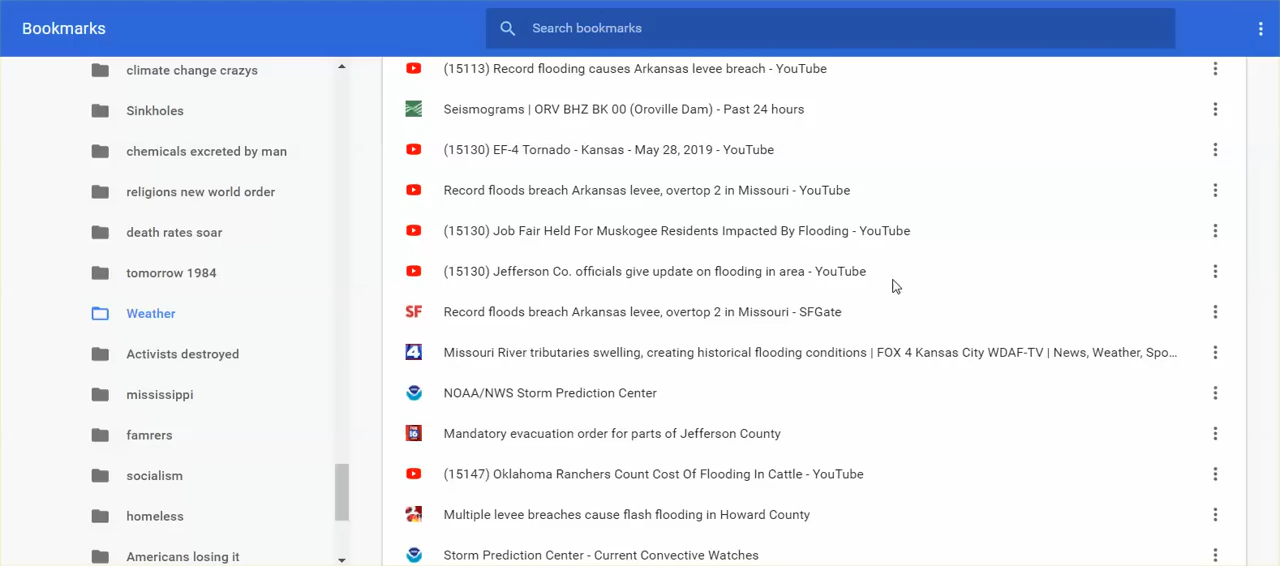 Bookmarks
Search bookmarks
climate change crazys
Sinkholes
chemicals excreted by man
religions new world order
death rates soar
tomorrow 1984
Weather
Activists destroyed
mississippi
famrers
socialism
homeless
Americans losing it
(15113) Record flooding causes Arkansas levee breach - YouTube
Seismograms | ORV BHZ BK 00 (Oroville Dam) - Past 24 hours
(15130) EF-4 Tornado - Kansas - May 28, 2019 - YouTube
Record floods breach Arkansas levee, overtop 2 in Missouri - YouTube
(15130) Job Fair Held For Muskogee Residents Impacted By Flooding - YouTube
(15130) Jefferson Co. officials give update on flooding in area - YouTube
SF Record floods breach Arkansas levee, overtop 2 in Missouri - SFGate
4 Missouri River tributaries swelling, creating historical flooding conditions | FOX 4 Kansas City WDAF-TV | News, Weather, Spo...
NOAA/NWS Storm Prediction Center
Mandatory evacuation order for parts of Jefferson County
(15147) Oklahoma Ranchers Count Cost Of Flooding In Cattle - YouTube
Multiple levee breaches cause flash flooding in Howard County
Storm Prediction Center - Current Convective Watches